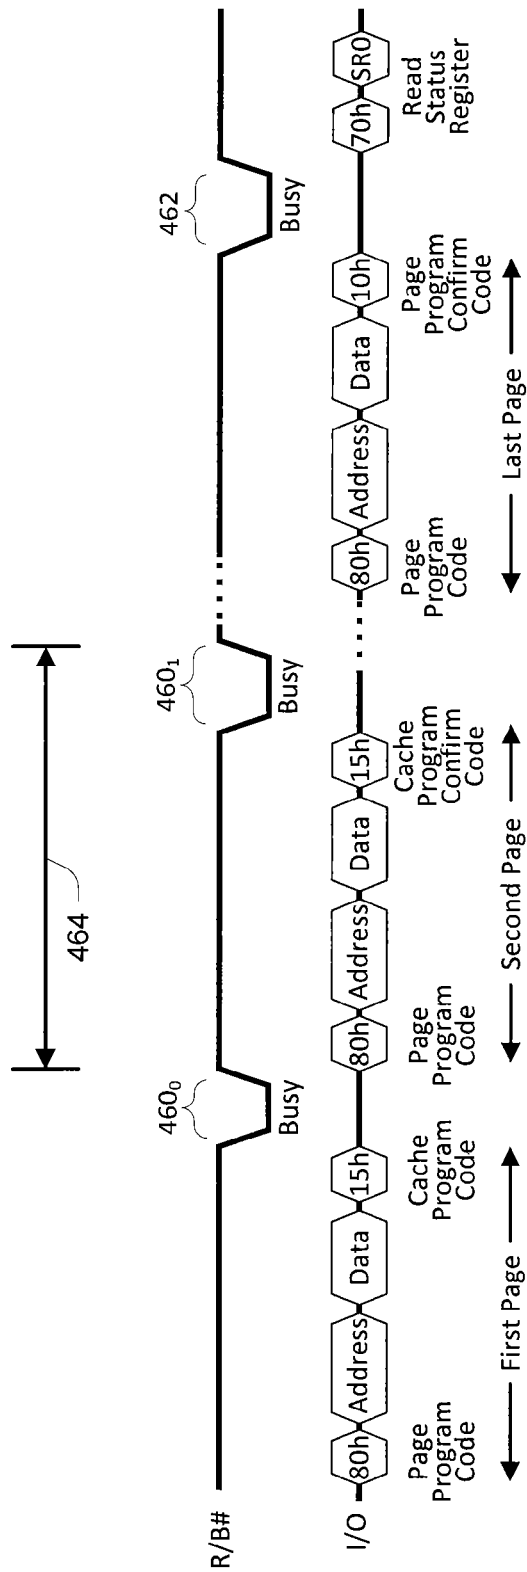 464
460₀
460₁
462
R/B#
Busy
Busy
Busy
I/O
80h
Address
Data
15h
80h
Address
Data
15h
80h
Address
Data
10h
70h
SR0
Page
Program
Code
Cache
Program
Code
Page
Program
Code
Cache
Program
Confirm
Code
Page
Program
Code
Page
Program
Confirm
Code
Read
Status
Register
First Page
Second Page
Last Page